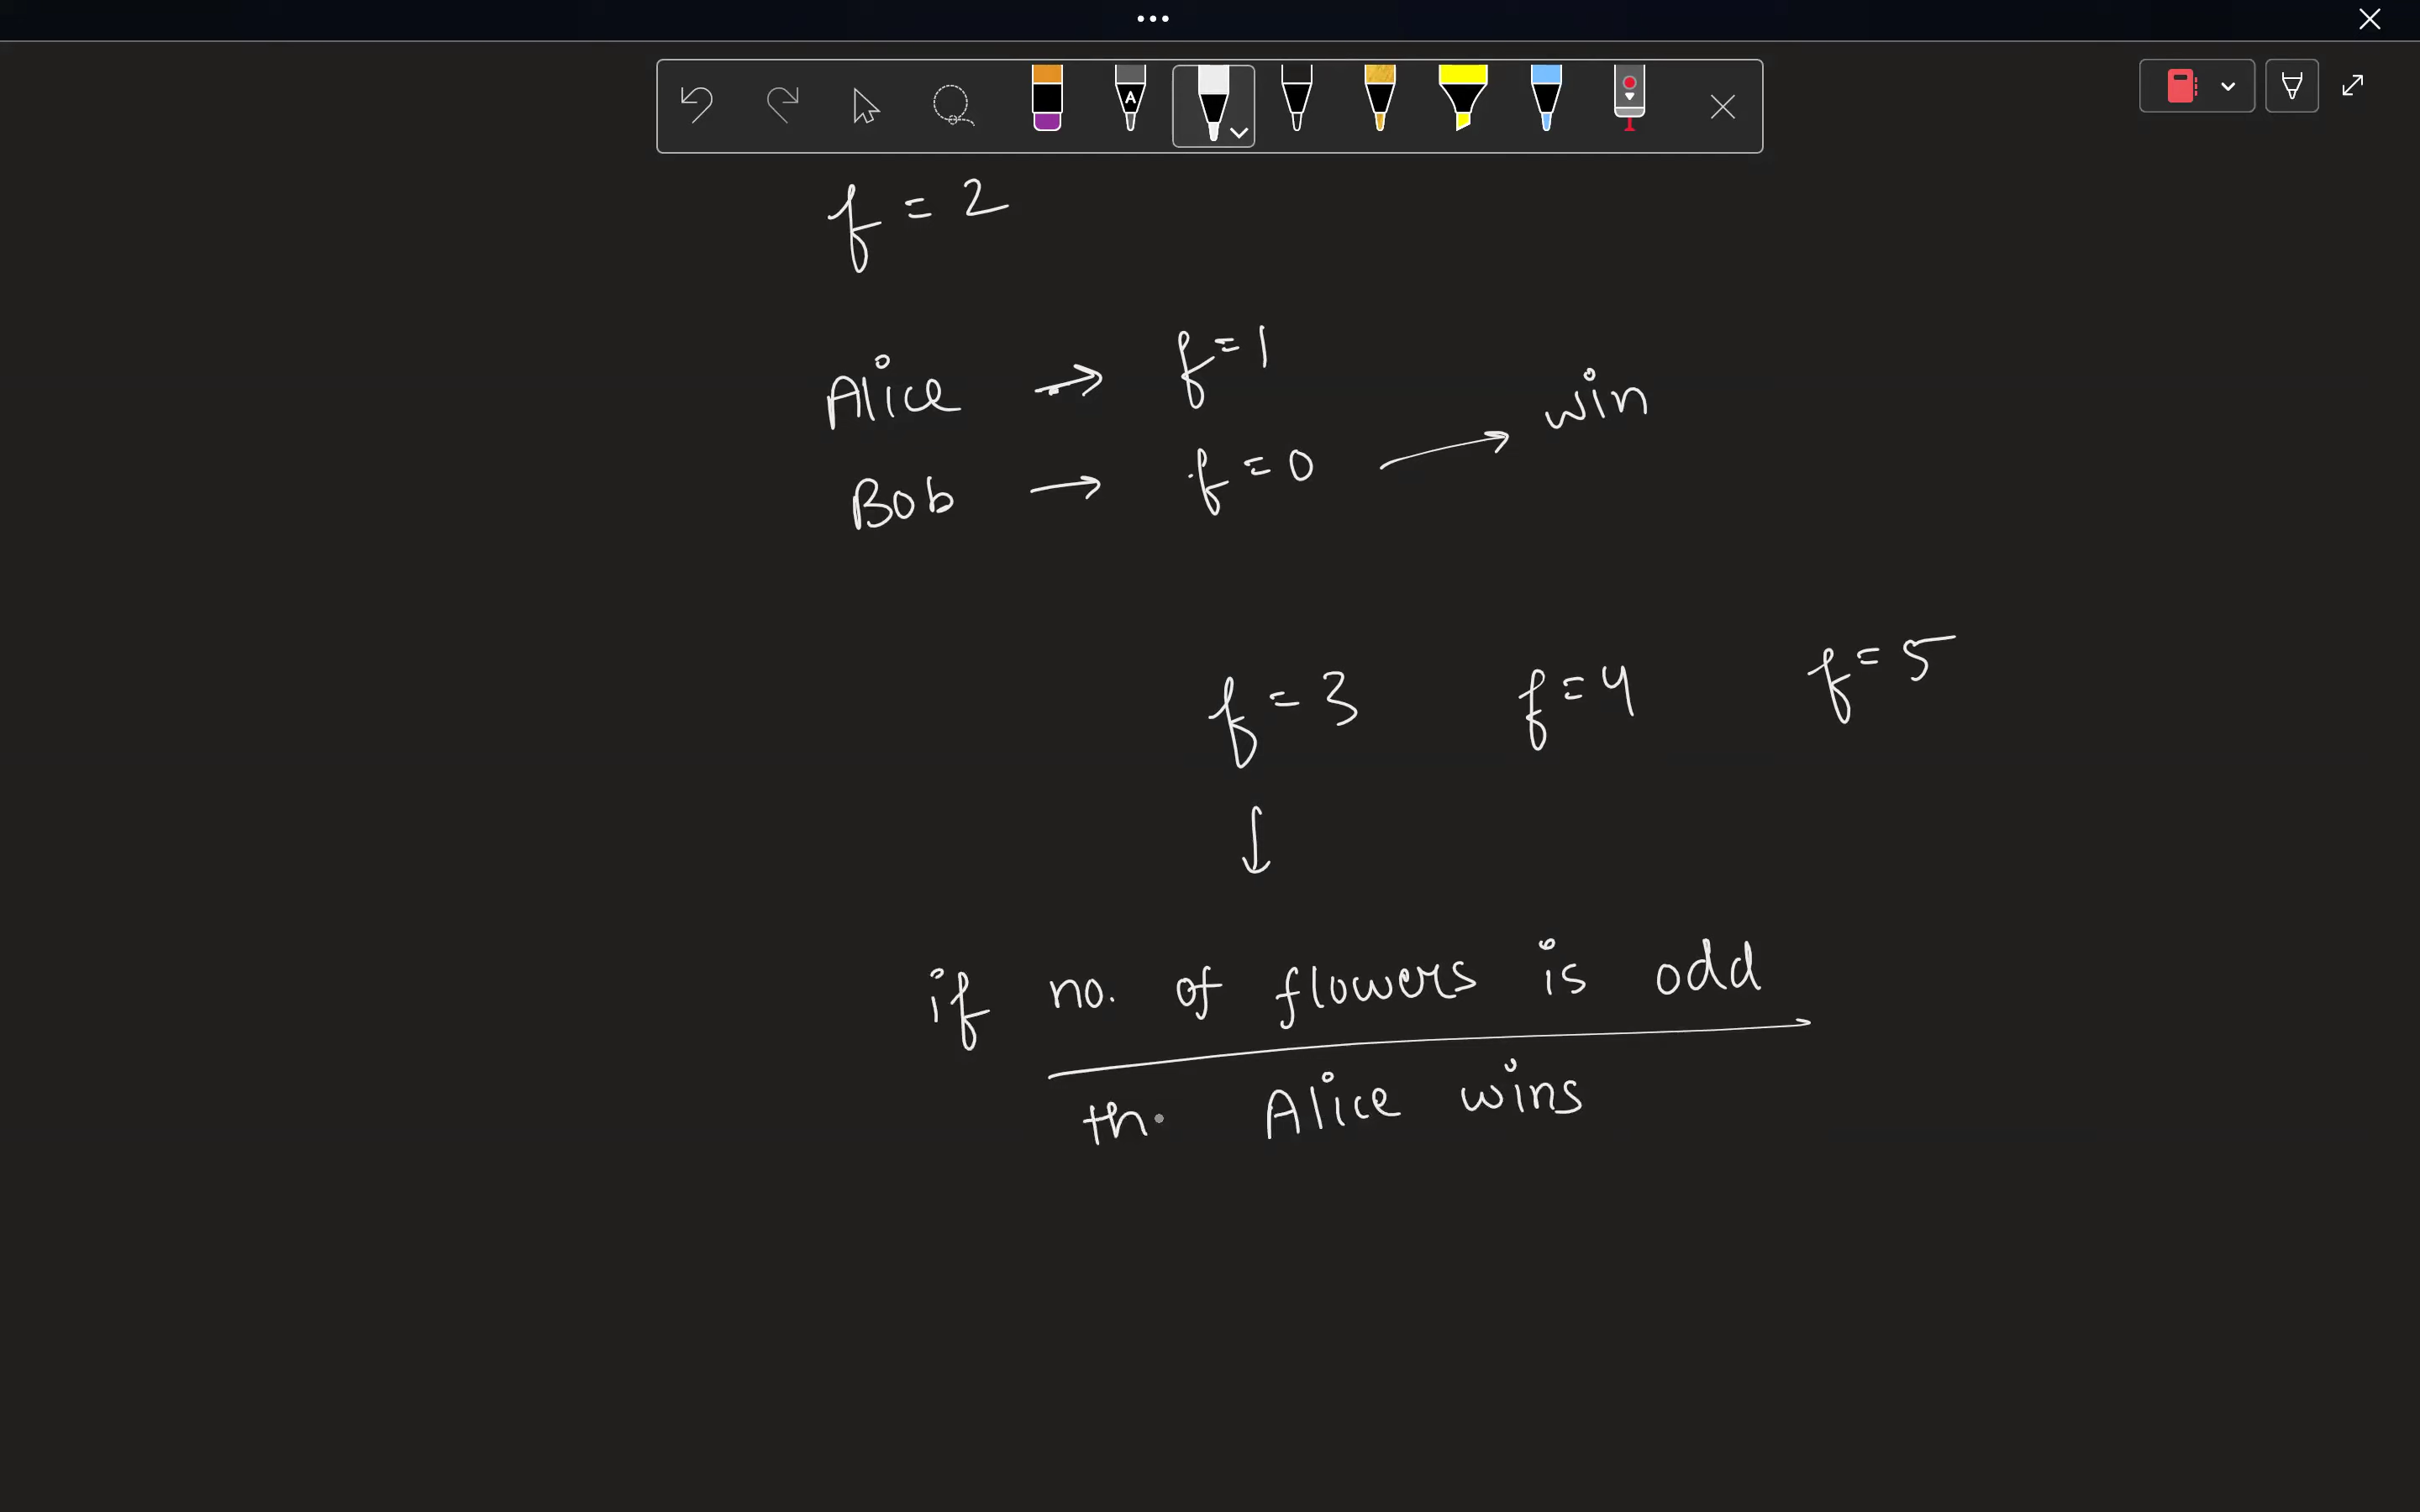 f = 2
Alice → f=1
Bob → f=0 → win
f = 3 f=4 f=5
↓
if no. of flowers is odd
th Alice wins